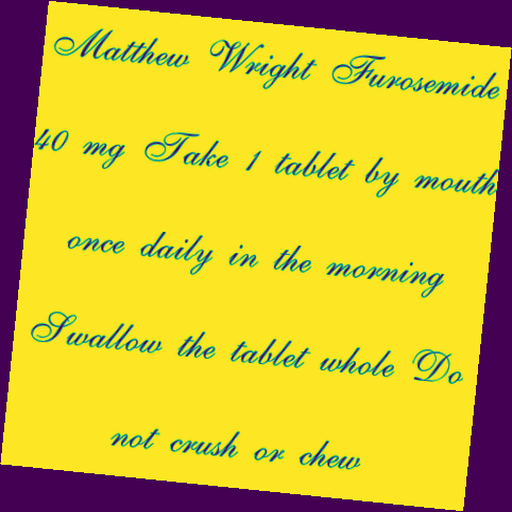 Matthew Wright Furosemide
40 mg Take 1 tablet by mouth
once daily in the morning
Swallow the tablet whole Do
not crush or chew